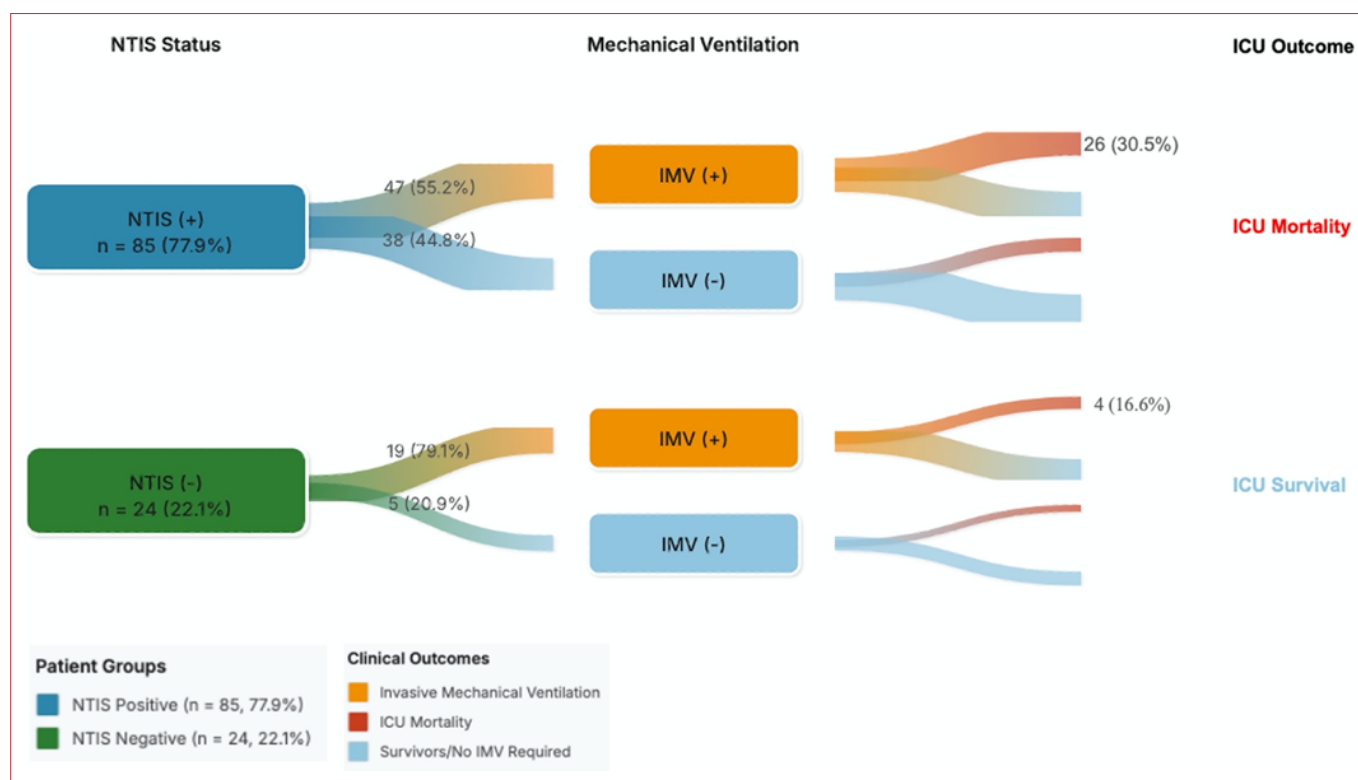 NTIS Status
Mechanical Ventilation
ICU Outcome
26 (30.5%)
IMV (+)
47 (55.2%)
NTIS (+)
n = 85 (77.9%)
38 (44.8%)
ICU Mortality
IMV (-)
4 (16.6%)
IMV (+)
19 (79.1%)
NTIS (-)
n = 24 (22.1%)
5 (20.9%)
ICU Survival
IMV (-)
Patient Groups
NTIS Positive (n = 85, 77.9%)
NTIS Negative (n = 24, 22.1%)
Clinical Outcomes
Invasive Mechanical Ventilation
ICU Mortality
Survivors/No IMV Required